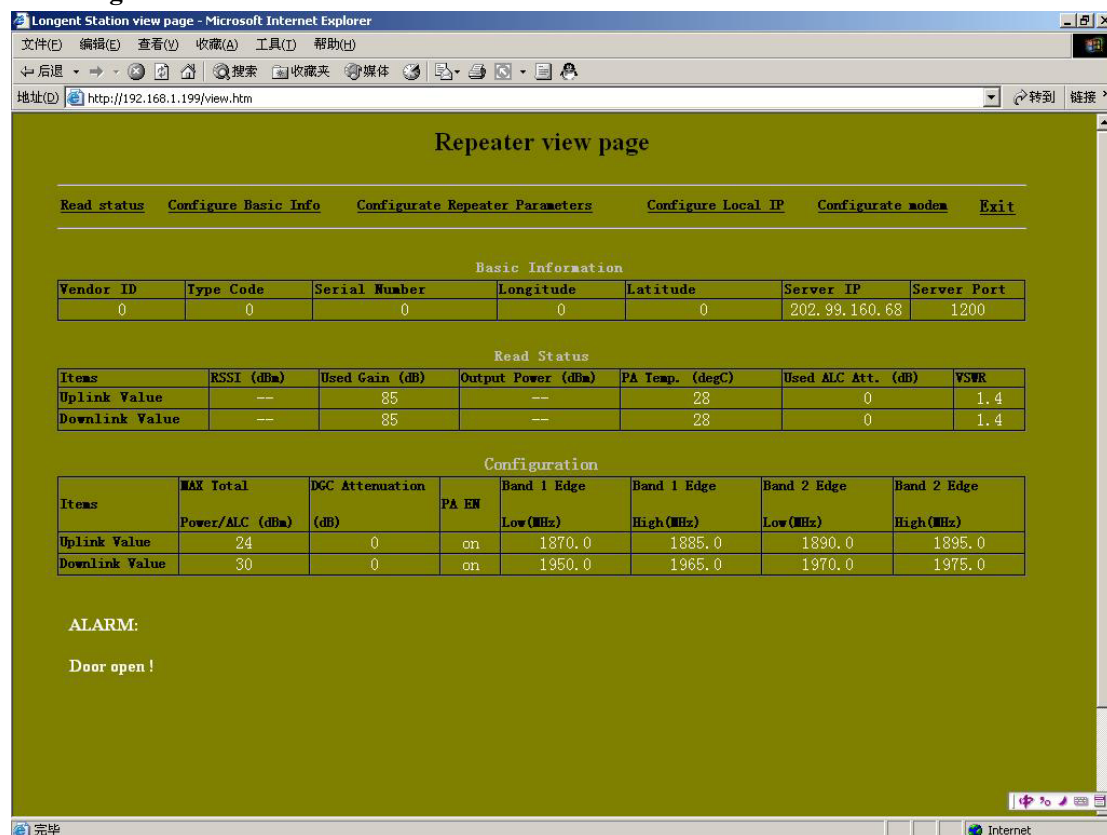 Longent Station view page - Microsoft Internet Explorer
文件(F) 编辑(E) 查看(V) 收藏(A) 工具(T) 帮助(H)
后退 搜索 收藏夹 媒体
地址(D) http://192.168.1.199/view.htm 转到 链接
Repeater view page
Read status Configure Basic Info Configurate Repeater Parameters Configure Local IP Configurate modem Exit
Basic Information
Vendor ID Type Code Serial Number Longitude Latitude Server IP Server Port
0 0 0 0 0 202.99.160.68 1200
Read Status
Items RSSI (dBm) Used Gain (dB) Output Power (dBm) PA Temp. (degC) Used ALC Att. (dB) VSWR
Uplink Value -- 85 -- 28 0 1.4
Downlink Value -- 85 -- 28 0 1.4
Configuration
Items MAX Total Power/ALC (dBm) DGC Attenuation (dB) PA EN Band 1 Edge Low(MHz) Band 1 Edge High(MHz) Band 2 Edge Low(MHz) Band 2 Edge High(MHz)
Uplink Value 24 0 on 1870.0 1885.0 1890.0 1895.0
Downlink Value 30 0 on 1950.0 1965.0 1970.0 1975.0
ALARM:
Door open !
中
完毕 Internet